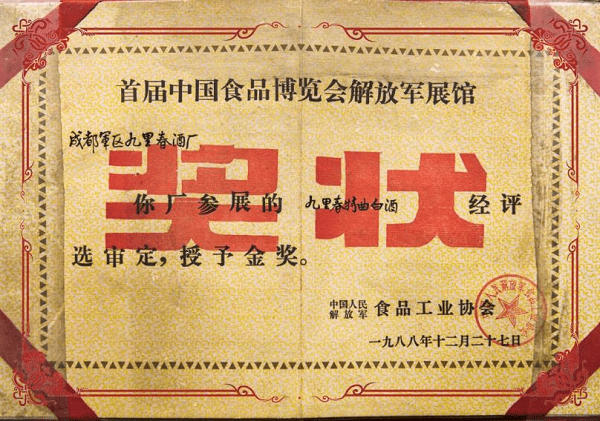 首届中国食品博览会解放军展馆
成都军区九里春酒厂
奖状
你厂参展的 九里春特曲白酒 经评
选审定，授予金奖。
中国人民
解放军 食品工业协会
一九八八年十二月二十七日